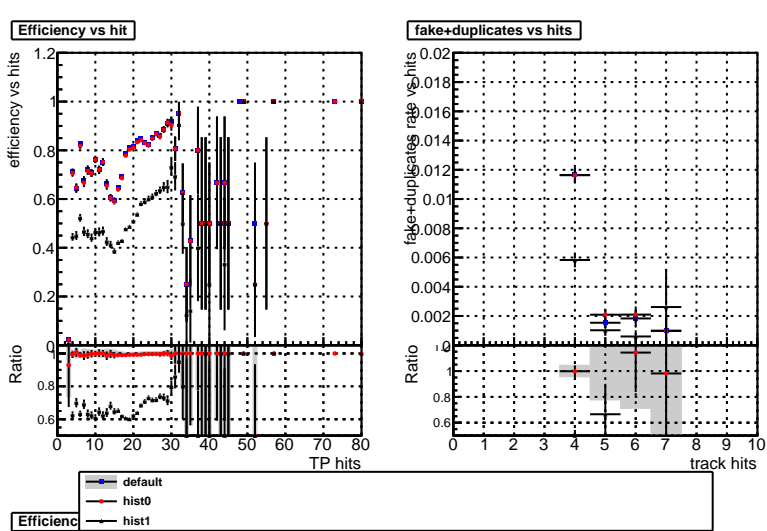 Efficiency vs hit
fake+duplicates vs hits
efficiency vs hits
1.2
1
0.8
0.6
0.4
0.2
0
Ratio
1
0.8
0.6
0 10 20 30 40 50 60 70 80
TP hits
fake+duplicates rate vs hits
0.02
0.018
0.016
0.014
0.012
0.01
0.008
0.006
0.004
0.002
0
Ratio
1
0.8
0.6
0 1 2 3 4 5 6 7 8 9 10
track hits
default
hist0
hist1
Efficienc